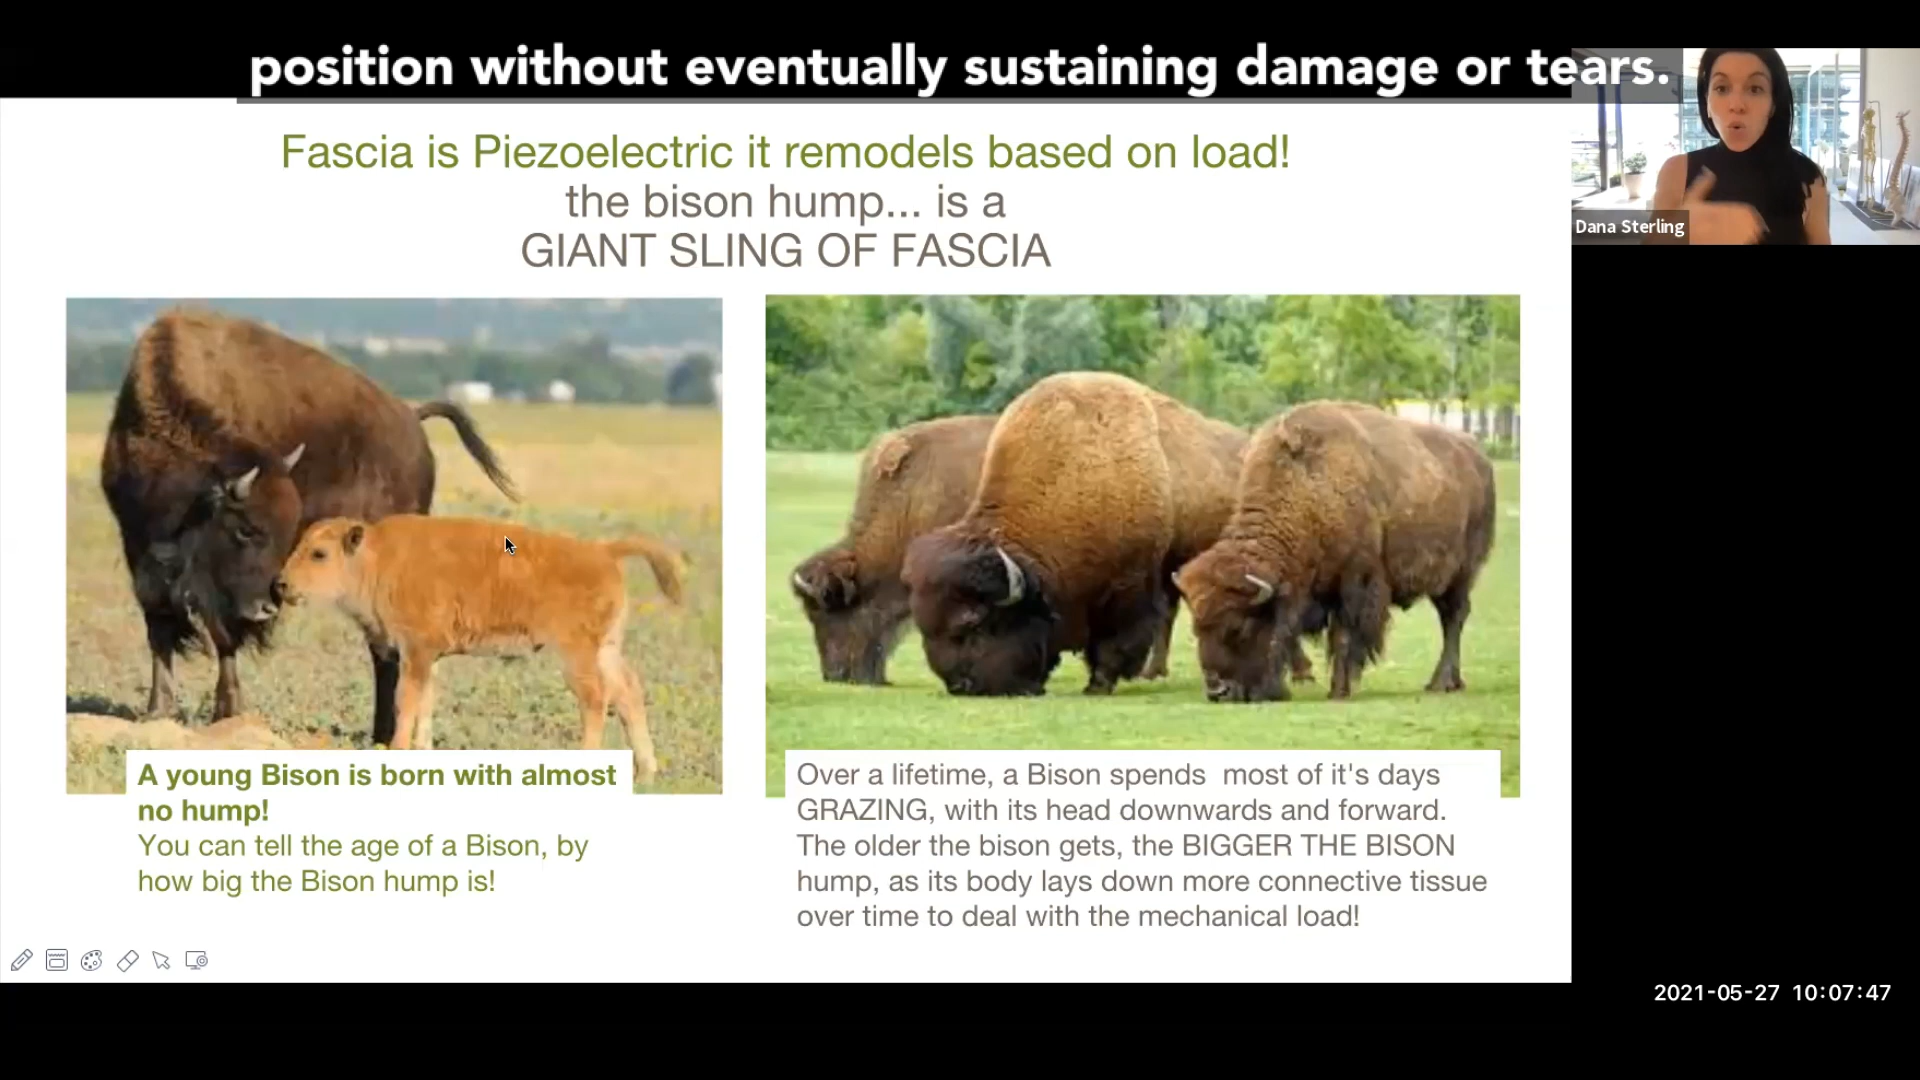 position without eventually sustaining damage or tears.
Fascia is Piezoelectric it remodels based on load!
the bison hump... is a
GIANT SLING OF FASCIA
Dana Sterling
A young Bison is born with almost
no hump!
You can tell the age of a Bison, by
how big the Bison hump is!
Over a lifetime, a Bison spends  most of it's days
GRAZING, with its head downwards and forward.
The older the bison gets, the BIGGER THE BISON
hump, as its body lays down more connective tissue
over time to deal with the mechanical load!
2021-05-27 10:07:47